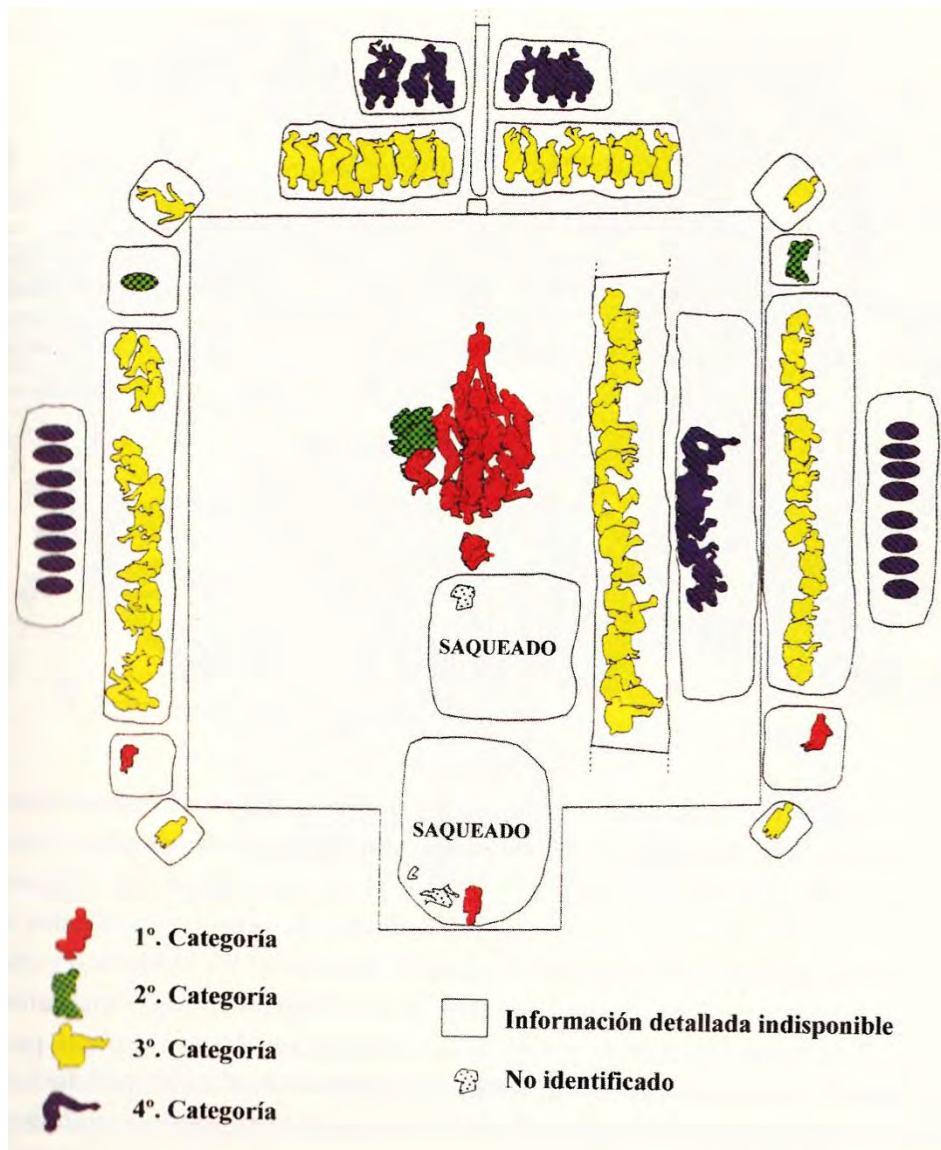 SAQUEADO
SAQUEADO
1º. Categoría
2º. Categoría
3º. Categoría
4º. Categoría
Información detallada indisponible
No identificado